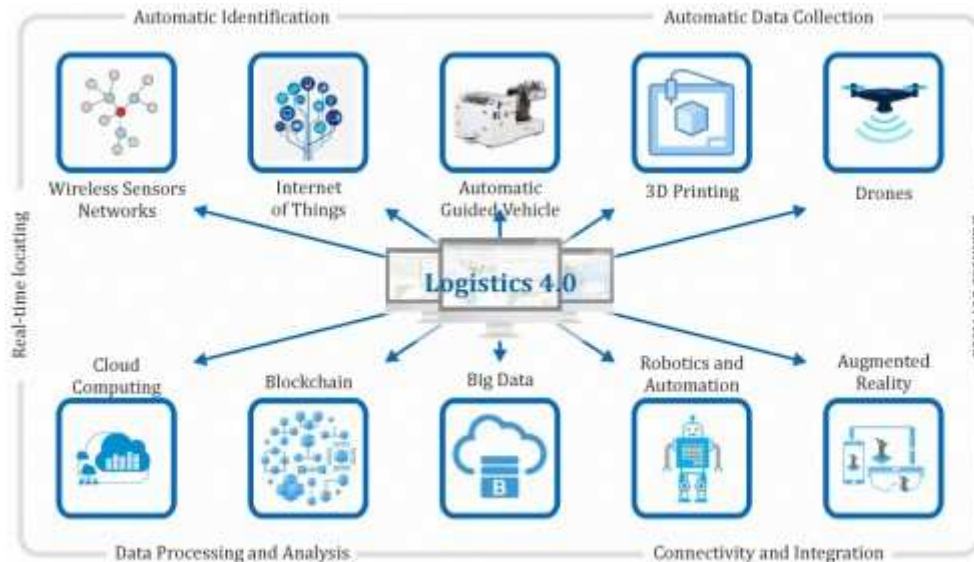 Automatic Identification
Automatic Data Collection
Wireless Sensors
Networks
Internet
of Things
Automatic
Guided Vehicle
3D Printing
Drones
Real-time locating
Logistics 4.0
Cloud
Computing
Blockchain
Big Data
Robotics and
Automation
Augmented
Reality
B
Data Processing and Analysis
Connectivity and Integration